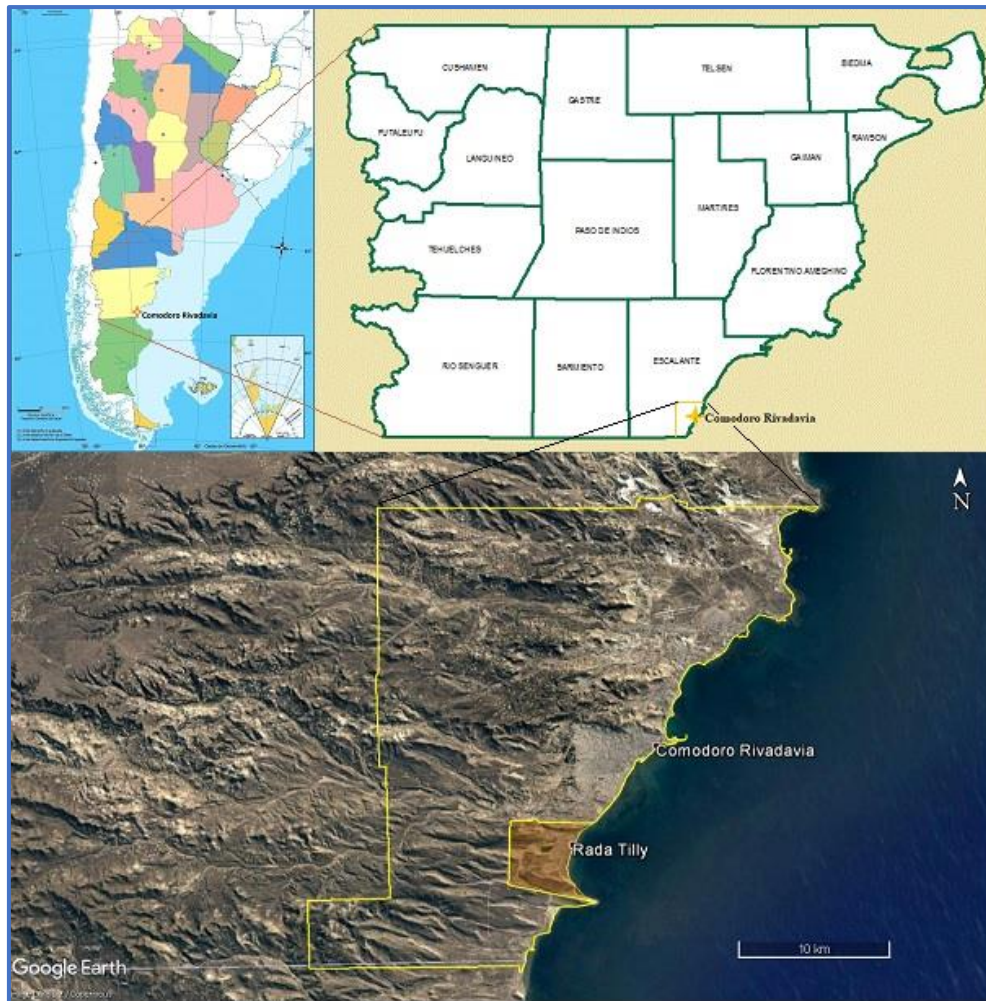 Comodoro Rivadavia
CUSHAMEN
GASTRE
TELSEN
BIEDMA
FUTALEUFU
LANGUINEO
GAIMAN
RAWSON
MARTIRES
PASO DE INDIOS
TEHUELCHES
FLORENTINO AMEGHINO
RIO SENGUER
SARMIENTO
ESCALANTE
Comodoro Rivadavia
N
Comodoro Rivadavia
Rada Tilly
10 km
Google Earth